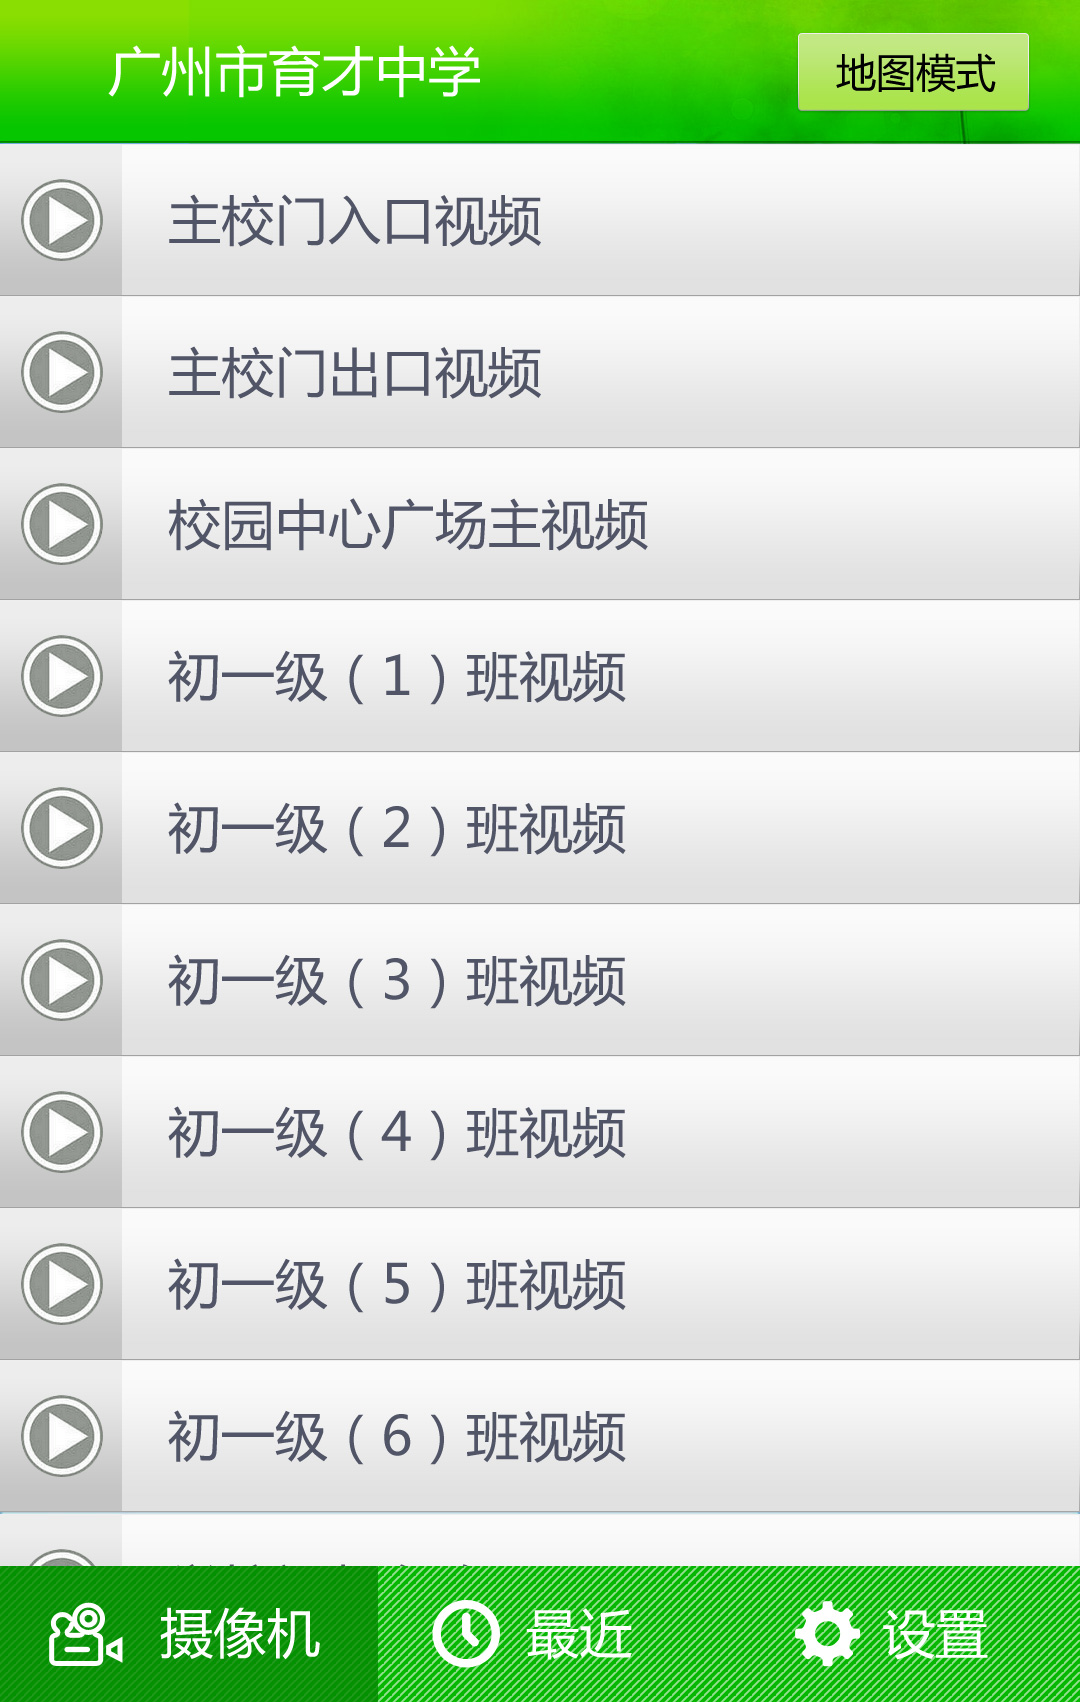 广州市育才中学
地图模式
主校门入口视频
主校门出口视频
校园中心广场主视频
初一级（1）班视频
初一级（2）班视频
初一级（3）班视频
初一级（4）班视频
初一级（5）班视频
初一级（6）班视频
摄像机
最近
设置